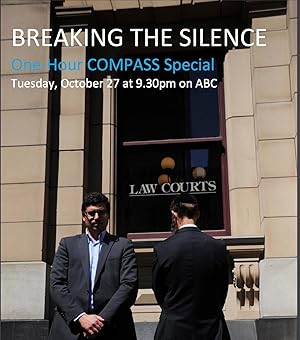 BREAKING THE SILENCE
One-Hour COMPASS Special
Tuesday, October 27 at 9.30pm on ABC
LAW COURTS